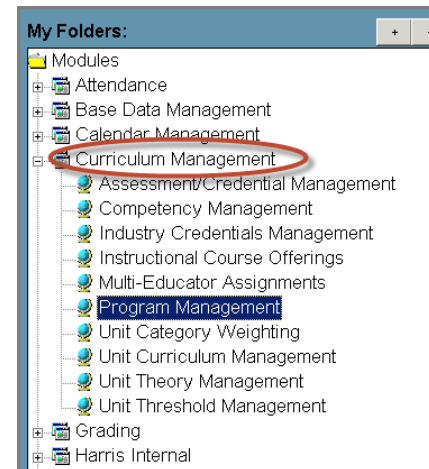 My Folders: +
Modules
Attendance
Base Data Management
Calendar Management
Curriculum Management
Assessment/Credential Management
Competency Management
Industry Credentials Management
Instructional Course Offerings
Multi-Educator Assignments
Program Management
Unit Category Weighting
Unit Curriculum Management
Unit Theory Management
Unit Threshold Management
Grading
Harris Internal